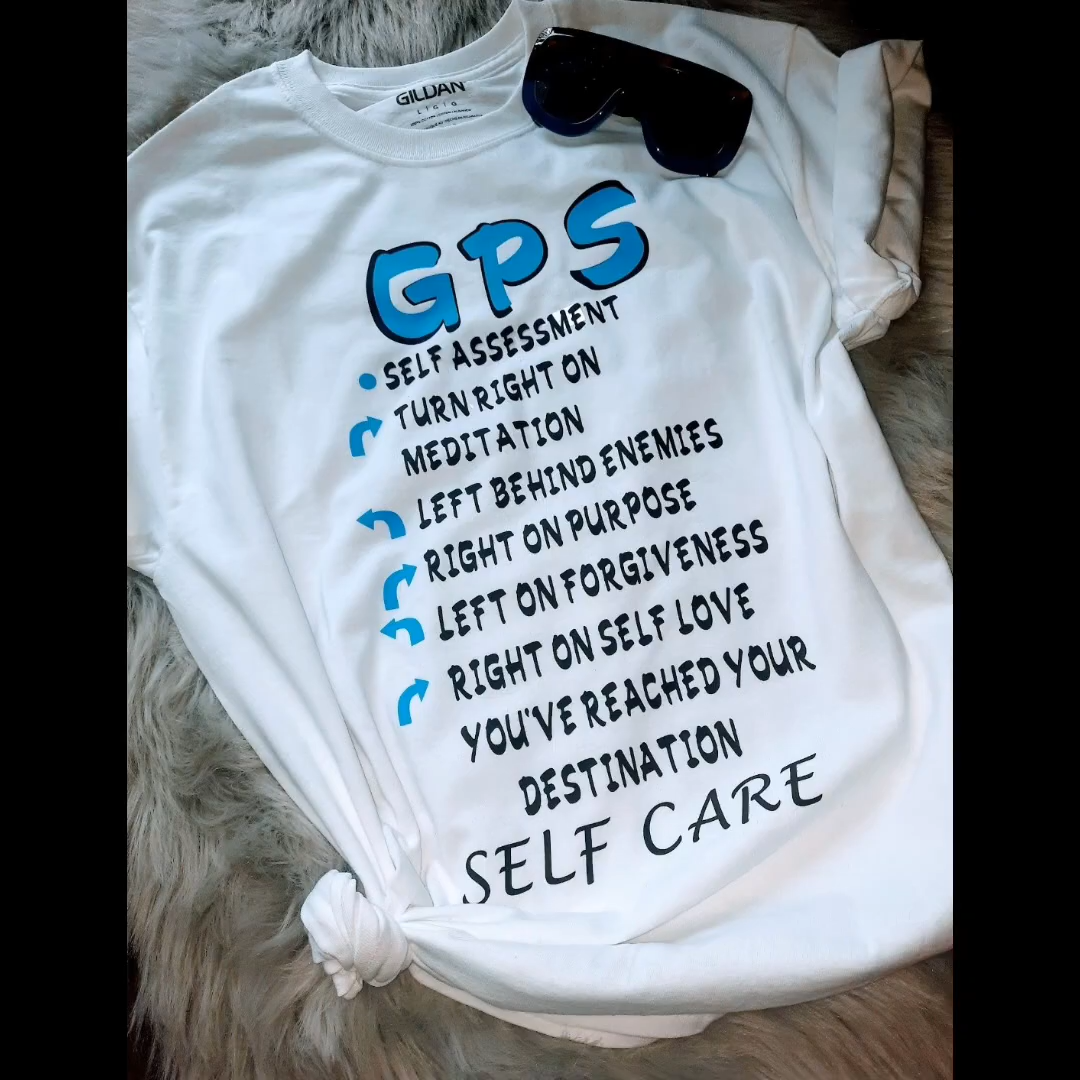 GILDAN
L | G | G
GPS
SELF ASSESSMENT
TURN RIGHT ON
MEDITATION
LEFT BEHIND ENEMIES
RIGHT ON PURPOSE
LEFT ON FORGIVENESS
RIGHT ON SELF LOVE
YOU'VE REACHED YOUR
DESTINATION
SELF CARE